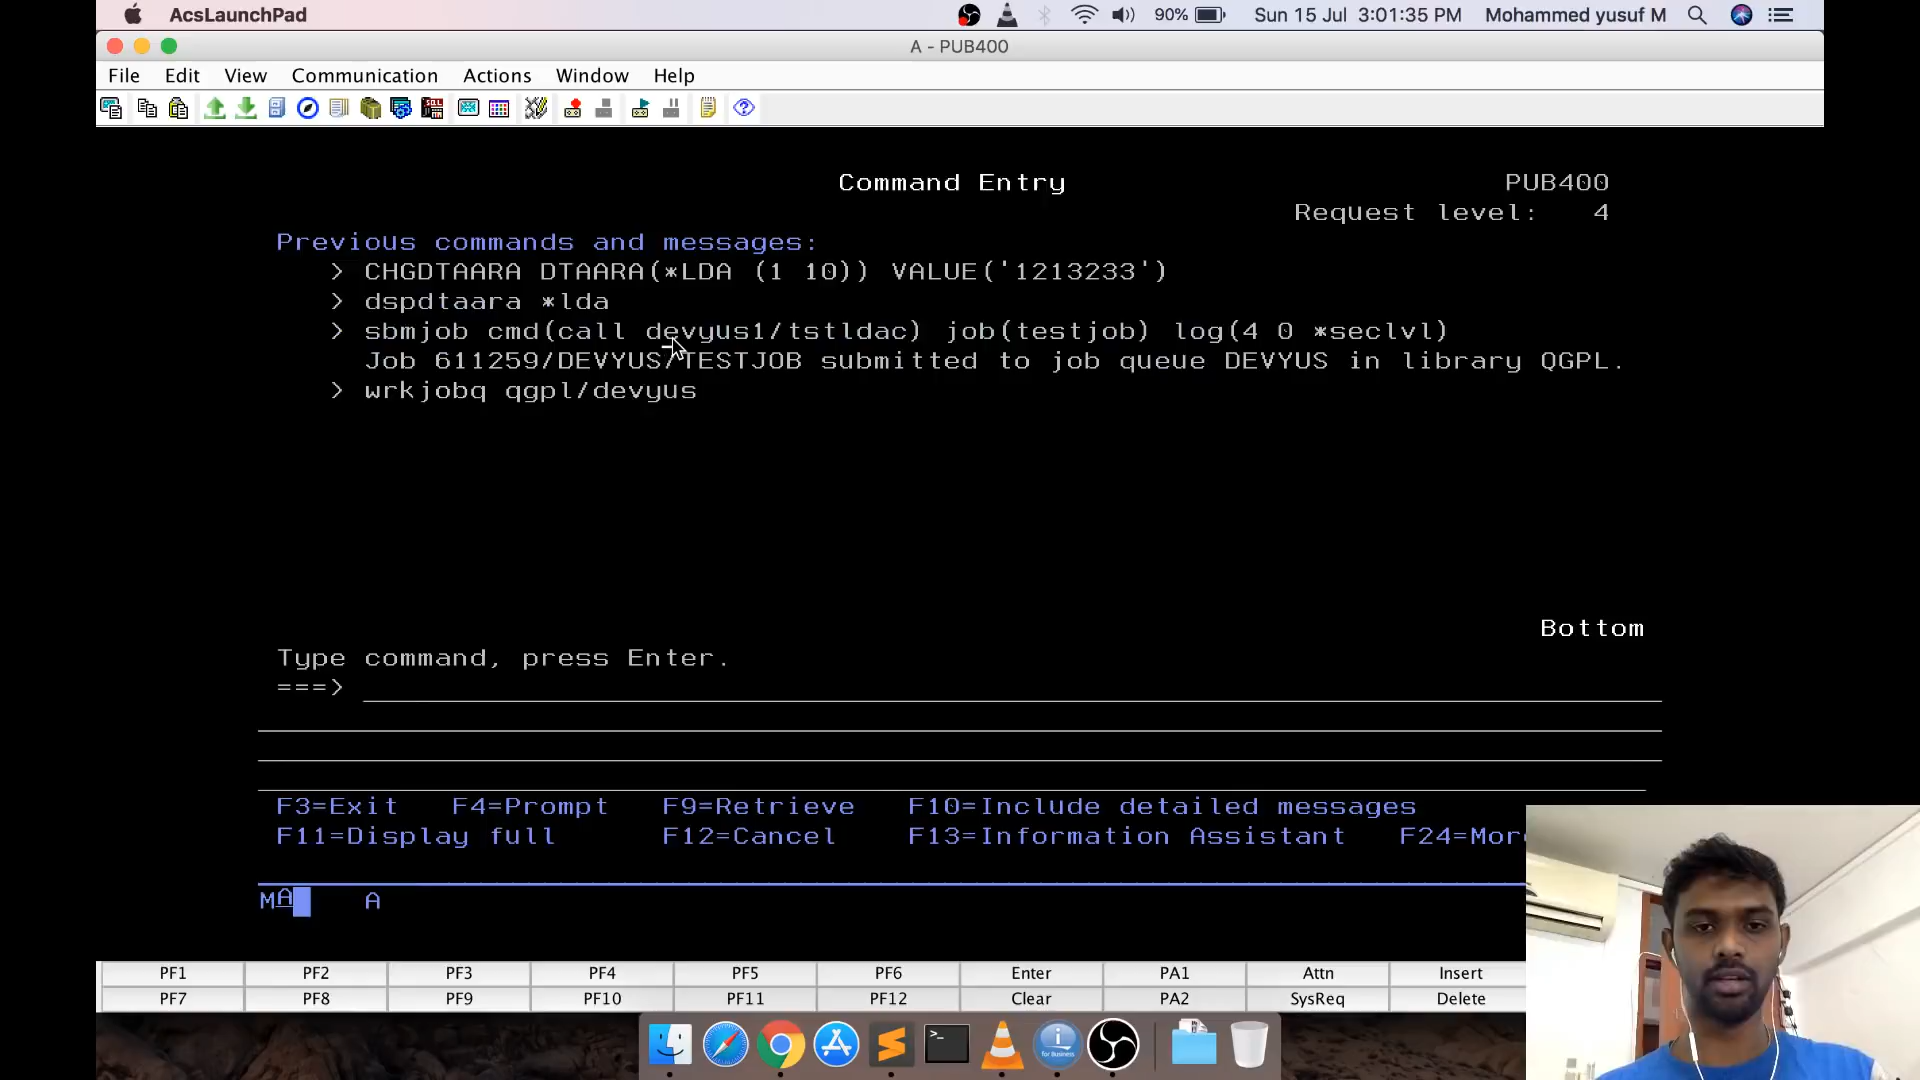 AcsLaunchPad 90% Sun 15 Jul 3:01:35 PM Mohammed yusuf M
A - PUB400
File Edit View Communication Actions Window Help
Command Entry PUB400
Request level: 4
Previous commands and messages:
> CHGDTAARA DTAARA(*LDA (1 10)) VALUE('1213233')
> dspdtaara *lda
> sbmjob cmd(call devyus1/tstldac) job(testjob) log(4 0 *seclvl)
Job 611259/DEVYUS/TESTJOB submitted to job queue DEVYUS in library QGPL.
> wrkjobq qgpl/devyus
Bottom
Type command, press Enter.
===>
F3=Exit F4=Prompt F9=Retrieve F10=Include detailed messages
F11=Display full F12=Cancel F13=Information Assistant F24=Mor
MA A
PF1 PF2 PF3 PF4 PF5 PF6 Enter PA1 Attn Insert
PF7 PF8 PF9 PF10 PF11 PF12 Clear PA2 SysReq Delete